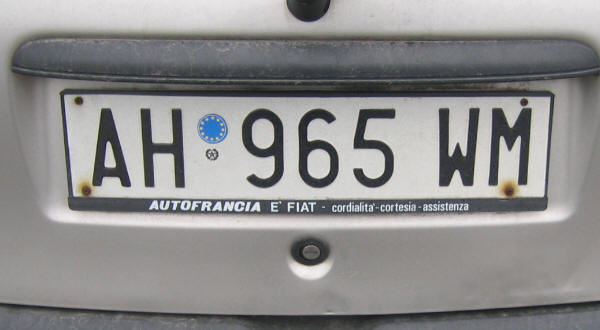 AH 965 WM
AUTOFRANCIA E' FIAT - cordialita'-cortesia-assistenza